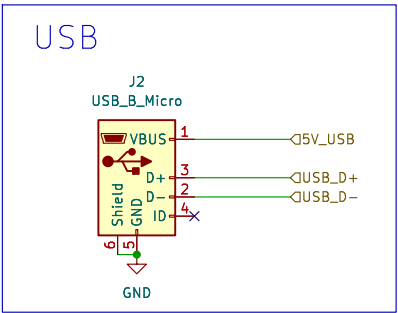 USB
J2
USB_B_Micro
VBUS 1 5V_USB
D+ 3 USB_D+
D- 2 USB_D-
ID 4
Shield GND
6 5
GND